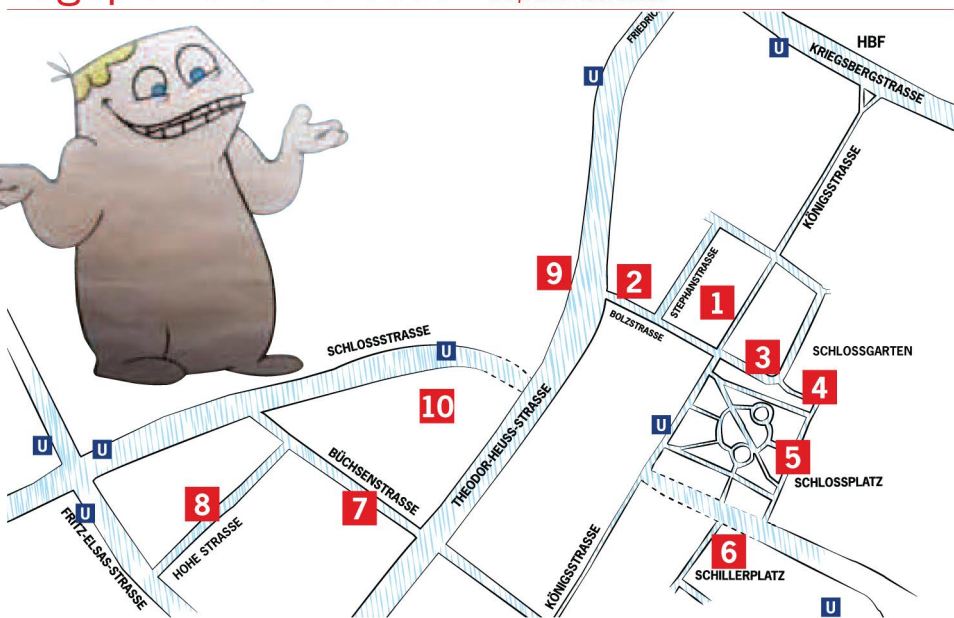 FRIEDRIC
U
U
HBF
KRIEGSBERGSTRASSE
KÖNIGSSTRASSE
9
2
STEPHANSTRASSE
1
BOLZSTRASSE
SCHLOSSSTRASSE
U
3
SCHLOSSGARTEN
4
10
THEODOR-HEUSS-STRASSE
U
U
U
BÜCHSENSTRASSE
5
SCHLOSSPLATZ
8
7
U
FRITZ-ELSAS-STRASSE
HOHE STRASSE
KÖNIGSSTRASSE
6
SCHILLERPLATZ
U